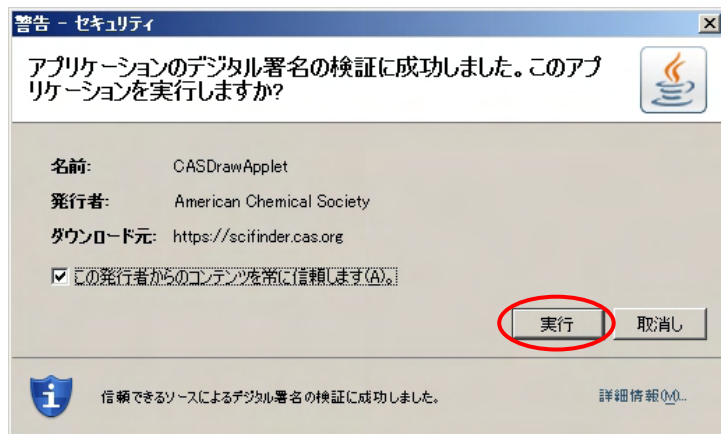 警告 - セキュリティ
アプリケーションのデジタル署名の検証に成功しました。このアプ
リケーションを実行しますか?
名前: CASDrawApplet
発行者: American Chemical Society
ダウンロード元: https://scifinder.cas.org
この発行者からのコンテンツを常に信頼します(A)。
実行 取消し
信頼できるソースによるデジタル署名の検証に成功しました。 詳細情報(M)...